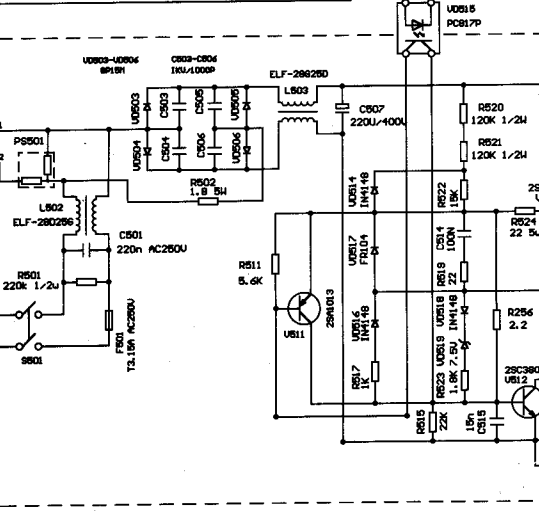 VD515
PC817P
VD503-VD506
BP15M
C503-C506
1KV/1000P
ELF-28825D
L503
VD503
C503
C505
VD505
C507
220U/400V
R520
120K 1/2W
R521
120K 1/2W
PS501
VD504
C504
C506
VD506
R502
1.8 5W
VD514
1N4148
R522
15K
R524
22 5W
L502
ELF-28D256
C501
220n AC250V
VD517
FR104
C514
100N
R519
22
R511
5.6K
R501
220k 1/2w
S501
F501
T3.15A AC250V
2SA1013
V511
VD516
1N4148
VD518
1N4148
VD519 7.5V
R256
2.2
R517
1K
R523
1.8K
2SC380
V512
R515
22K
15n
C515